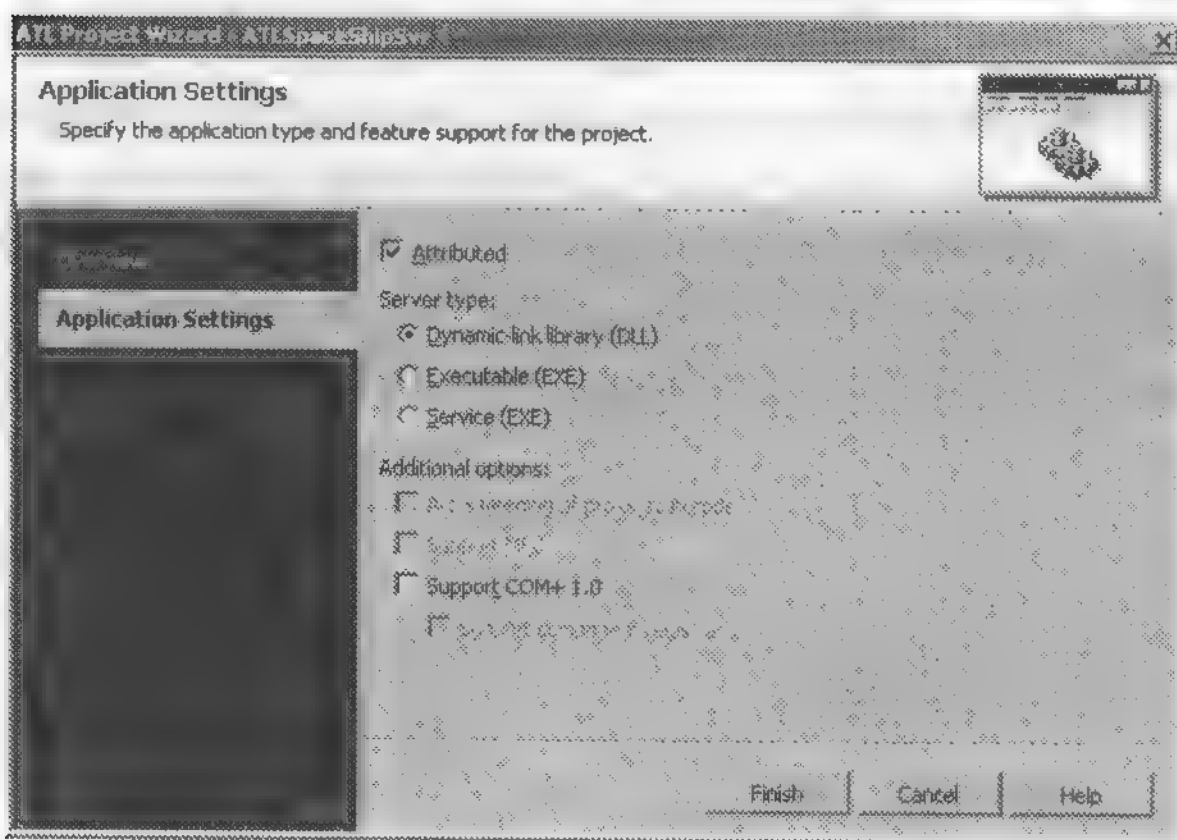 ATL Project Wizard - ATLSpaceShipSvr
Application Settings
Specify the application type and feature support for the project.
Application Settings
Attributed
Server type:
Dynamic-link library (DLL)
Executable (EXE)
Service (EXE)
Additional options:
Support COM+ 1.0
Finish
Cancel
Help